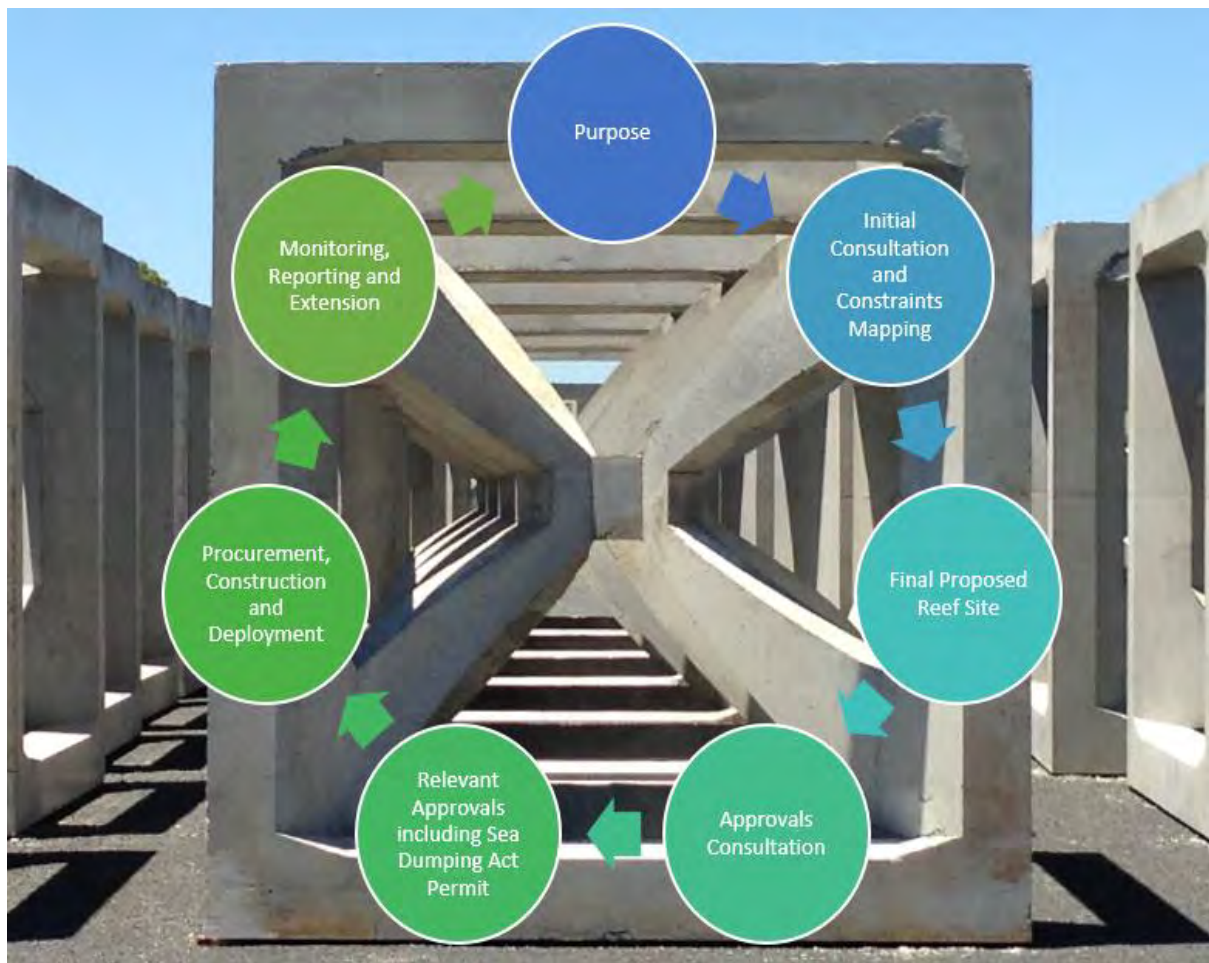 Purpose
Initial
Consultation
and
Constraints
Mapping
Final Proposed
Reef Site
Approvals
Consultation
Relevant
Approvals
including Sea
Dumping Act
Permit
Procurement,
Construction
and
Deployment
Monitoring,
Reporting and
Extension